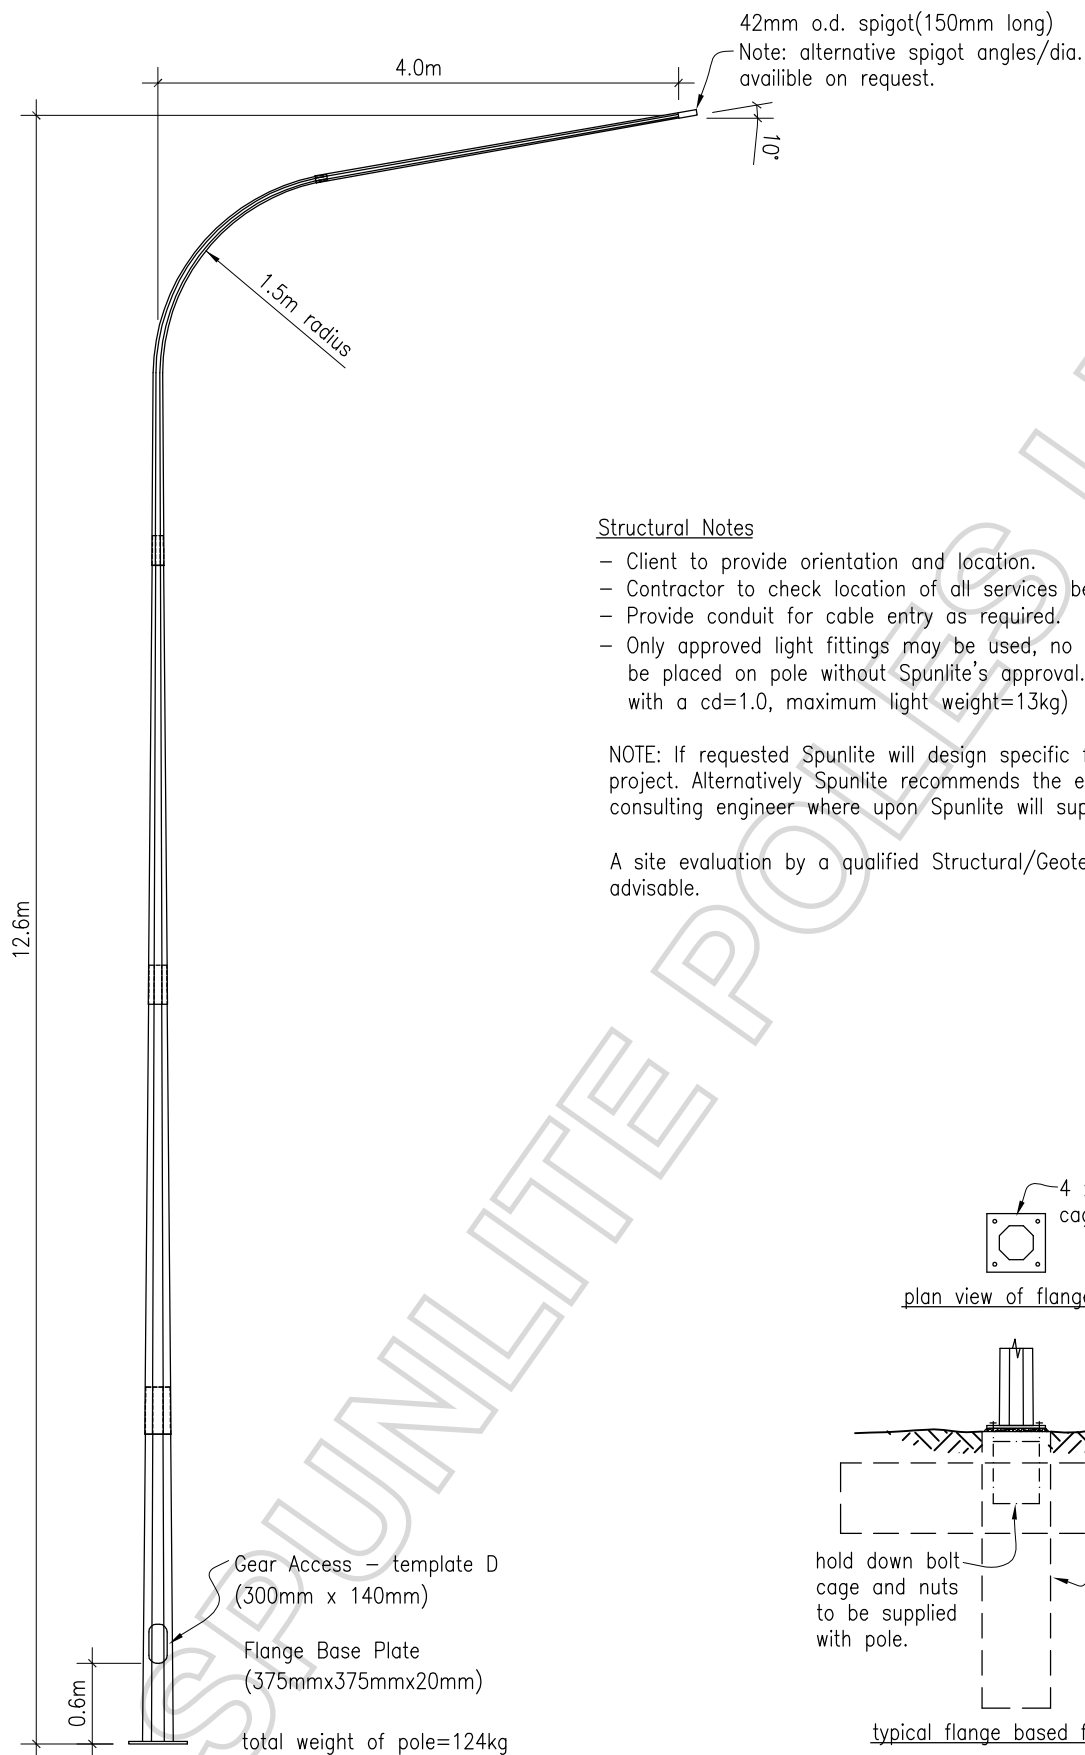 42mm o.d. spigot(150mm long)
Note: alternative spigot angles/dia.
availible on request.
4.0m
10°
1.5m radius
Structural Notes
- Client to provide orientation and location.
- Contractor to check location of all services
- Provide conduit for cable entry as required.
- Only approved light fittings may be used, no
be placed on pole without Spunlite's approval.
with a cd=1.0, maximum light weight=13kg)
NOTE: If requested Spunlite will design specific
project. Alternatively Spunlite recommends the
consulting engineer where upon Spunlite will
A site evaluation by a qualified Structural/
advisable.
12.6m
4
plan view of flange
hold down bolt
cage and nuts
to be supplied
with pole.
typical flange based
Gear Access - template D
(300mm x 140mm)
Flange Base Plate
(375mmx375mmx20mm)
0.6m
total weight of pole=124kg
SPUNLITE POLES